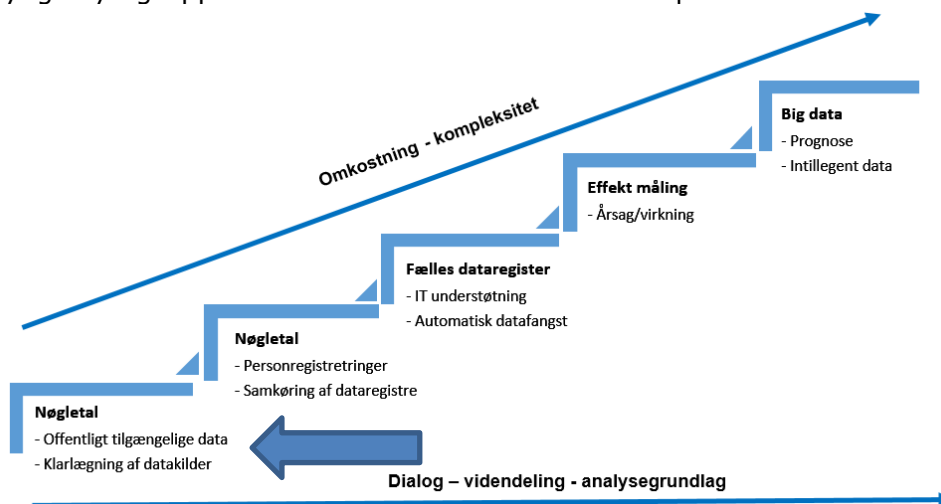 Omkostning - kompleksitet
Big data
- Prognose
- Intillegent data
Effekt måling
- Årsag/virkning
Fælles dataregister
- IT understøtning
- Automatisk datafangst
Nøgletal
- Personregistretringer
- Samkøring af dataregistre
Nøgletal
- Offentligt tilgængelige data
- Klarlægning af datakilder
Dialog – videndeling - analysegrundlag